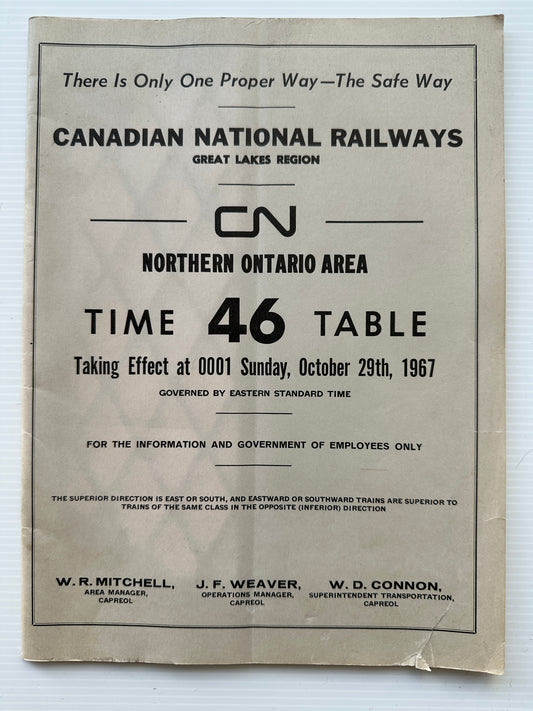 There Is Only One Proper Way—The Safe Way
CANADIAN NATIONAL RAILWAYS
GREAT LAKES REGION
CN
NORTHERN ONTARIO AREA
TIME 46 TABLE
Taking Effect at 0001 Sunday, October 29th, 1967
GOVERNED BY EASTERN STANDARD TIME
FOR THE INFORMATION AND GOVERNMENT OF EMPLOYEES ONLY
THE SUPERIOR DIRECTION IS EAST OR SOUTH, AND EASTWARD OR SOUTHWARD TRAINS ARE SUPERIOR TO
TRAINS OF THE SAME CLASS IN THE OPPOSITE (INFERIOR) DIRECTION
W. R. MITCHELL,
AREA MANAGER,
CAPREOL
J. F. WEAVER,
OPERATIONS MANAGER,
CAPREOL
W. D. CONNON,
SUPERINTENDENT TRANSPORTATION,
CAPREOL